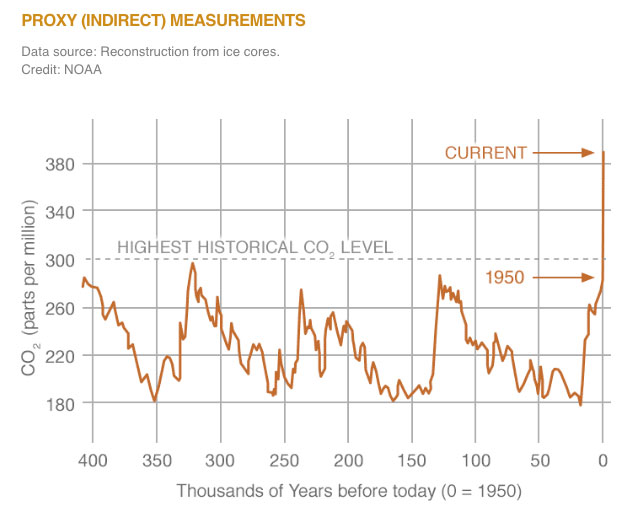 PROXY (INDIRECT) MEASUREMENTS
Data source: Reconstruction from ice cores.
Credit: NOAA
CURRENT
HIGHEST HISTORICAL CO₂ LEVEL
1950
CO₂ (parts per million)
380
340
300
260
220
180
400 350 300 250 200 150 100 50 0
Thousands of Years before today (0 = 1950)